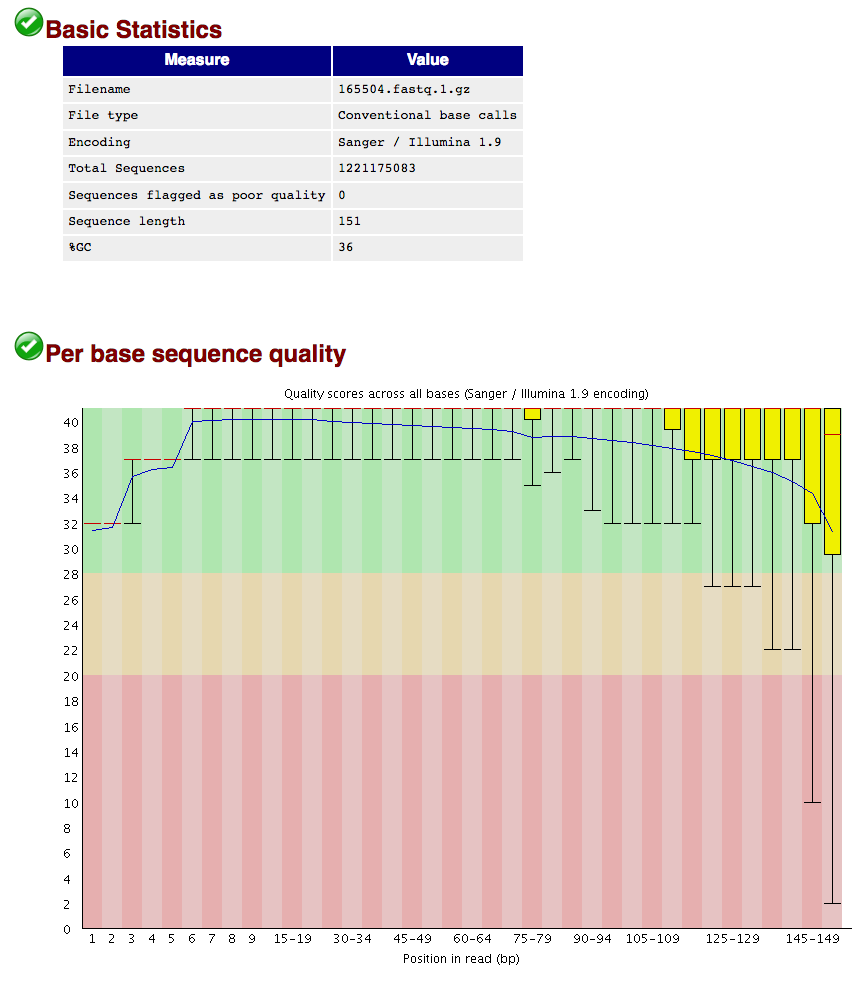 Basic Statistics
Measure Value
Filename 165504.fastq.1.gz
File type Conventional base calls
Encoding Sanger / Illumina 1.9
Total Sequences 1221175083
Sequences flagged as poor quality 0
Sequence length 151
%GC 36
Per base sequence quality
Quality scores across all bases (Sanger / Illumina 1.9 encoding)
40
38
36
34
32
30
28
26
24
22
20
18
16
14
12
10
8
6
4
2
0
1 2 3 4 5 6 7 8 9 15-19 30-34 45-49 60-64 75-79 90-94 105-109 125-129 145-149
Position in read (bp)